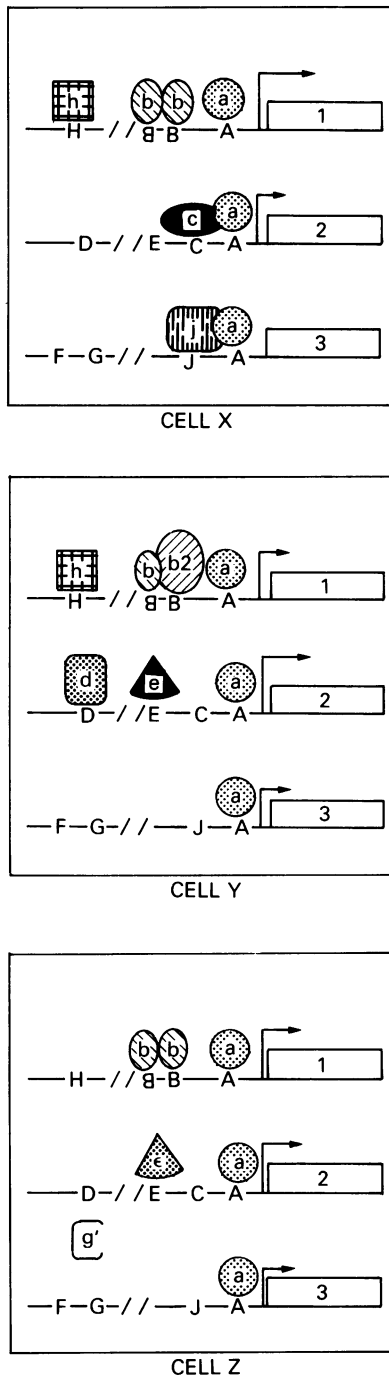 h b b a 1
H // ᗺ B A
c a 2
D // E C A
j a 3
F G // J A
CELL X
h b b2 a 1
H // ᗺ B A
d e a 2
D // E C A
a 3
F G // J A
CELL Y
b b a 1
H // ᗺ B A
ϵ a 2
D // E C A
g'
a 3
F G // J A
CELL Z